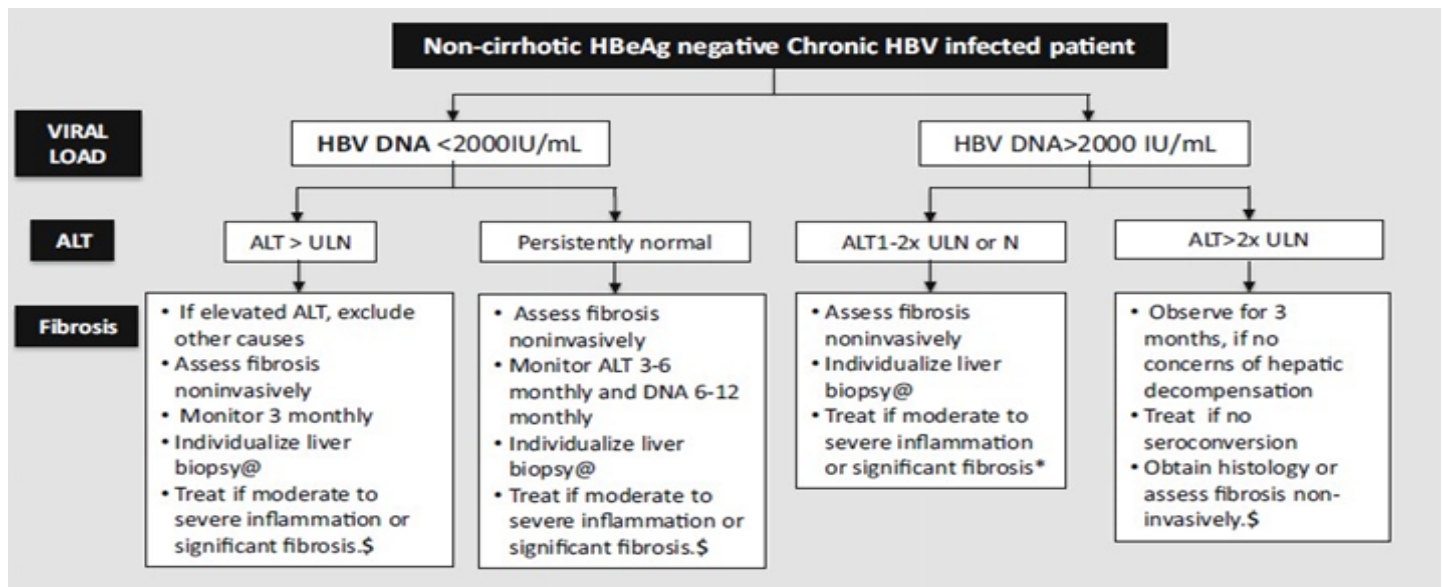 Non-cirrhotic HBeAg negative Chronic HBV infected patient
VIRAL
LOAD
HBV DNA <2000IU/mL
HBV DNA>2000 IU/mL
ALT
ALT > ULN
Persistently normal
ALT1-2x ULN or N
ALT>2x ULN
Fibrosis
• If elevated ALT, exclude
other causes
• Assess fibrosis
noninvasively
• Monitor 3 monthly
• Individualize liver
biopsy@
• Treat if moderate to
severe inflammation or
significant fibrosis.$
• Assess fibrosis
noninvasively
• Monitor ALT 3-6
monthly and DNA 6-12
monthly
• Individualize liver
biopsy@
• Treat if moderate to
severe inflammation or
significant fibrosis.$
• Assess fibrosis
noninvasively
• Individualize liver
biopsy@
• Treat if moderate to
severe inflammation
or significant fibrosis*
• Observe for 3
months, if no
concerns of hepatic
decompensation
• Treat if no
seroconversion
• Obtain histology or
assess fibrosis non-
invasively.$